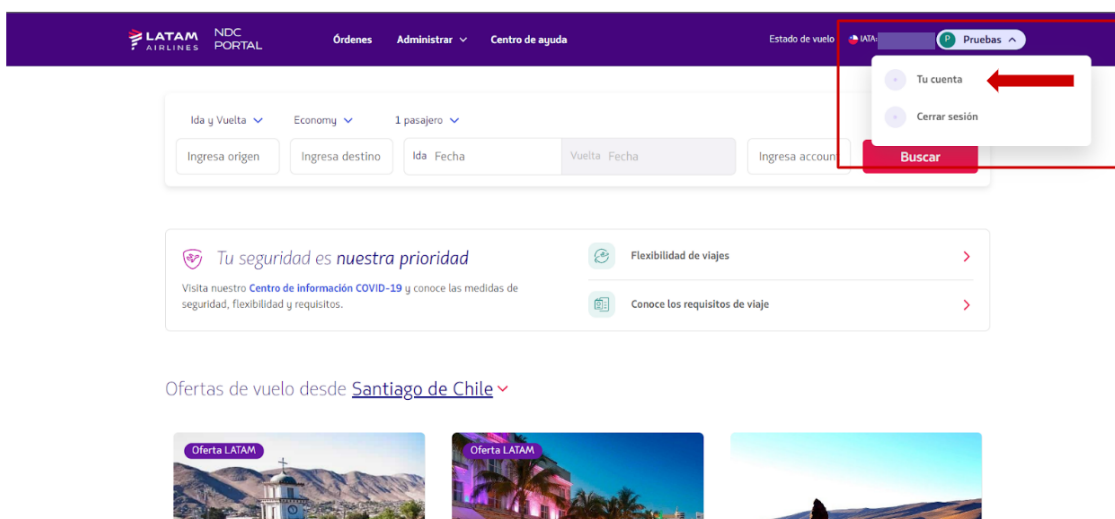 LATAM AIRLINES NDC PORTAL
Órdenes Administrar Centro de ayuda Estado de vuelo IATA: P Pruebas
Tu cuenta
Cerrar sesión
Ida y Vuelta Economy 1 pasajero
Ingresa origen Ingresa destino Ida Fecha Vuelta Fecha Ingresa accoun Buscar
Tu seguridad es nuestra prioridad
Visita nuestro Centro de información COVID-19 y conoce las medidas de
seguridad, flexibilidad y requisitos.
Flexibilidad de viajes
Conoce los requisitos de viaje
Ofertas de vuelo desde Santiago de Chile
Oferta LATAM
Oferta LATAM